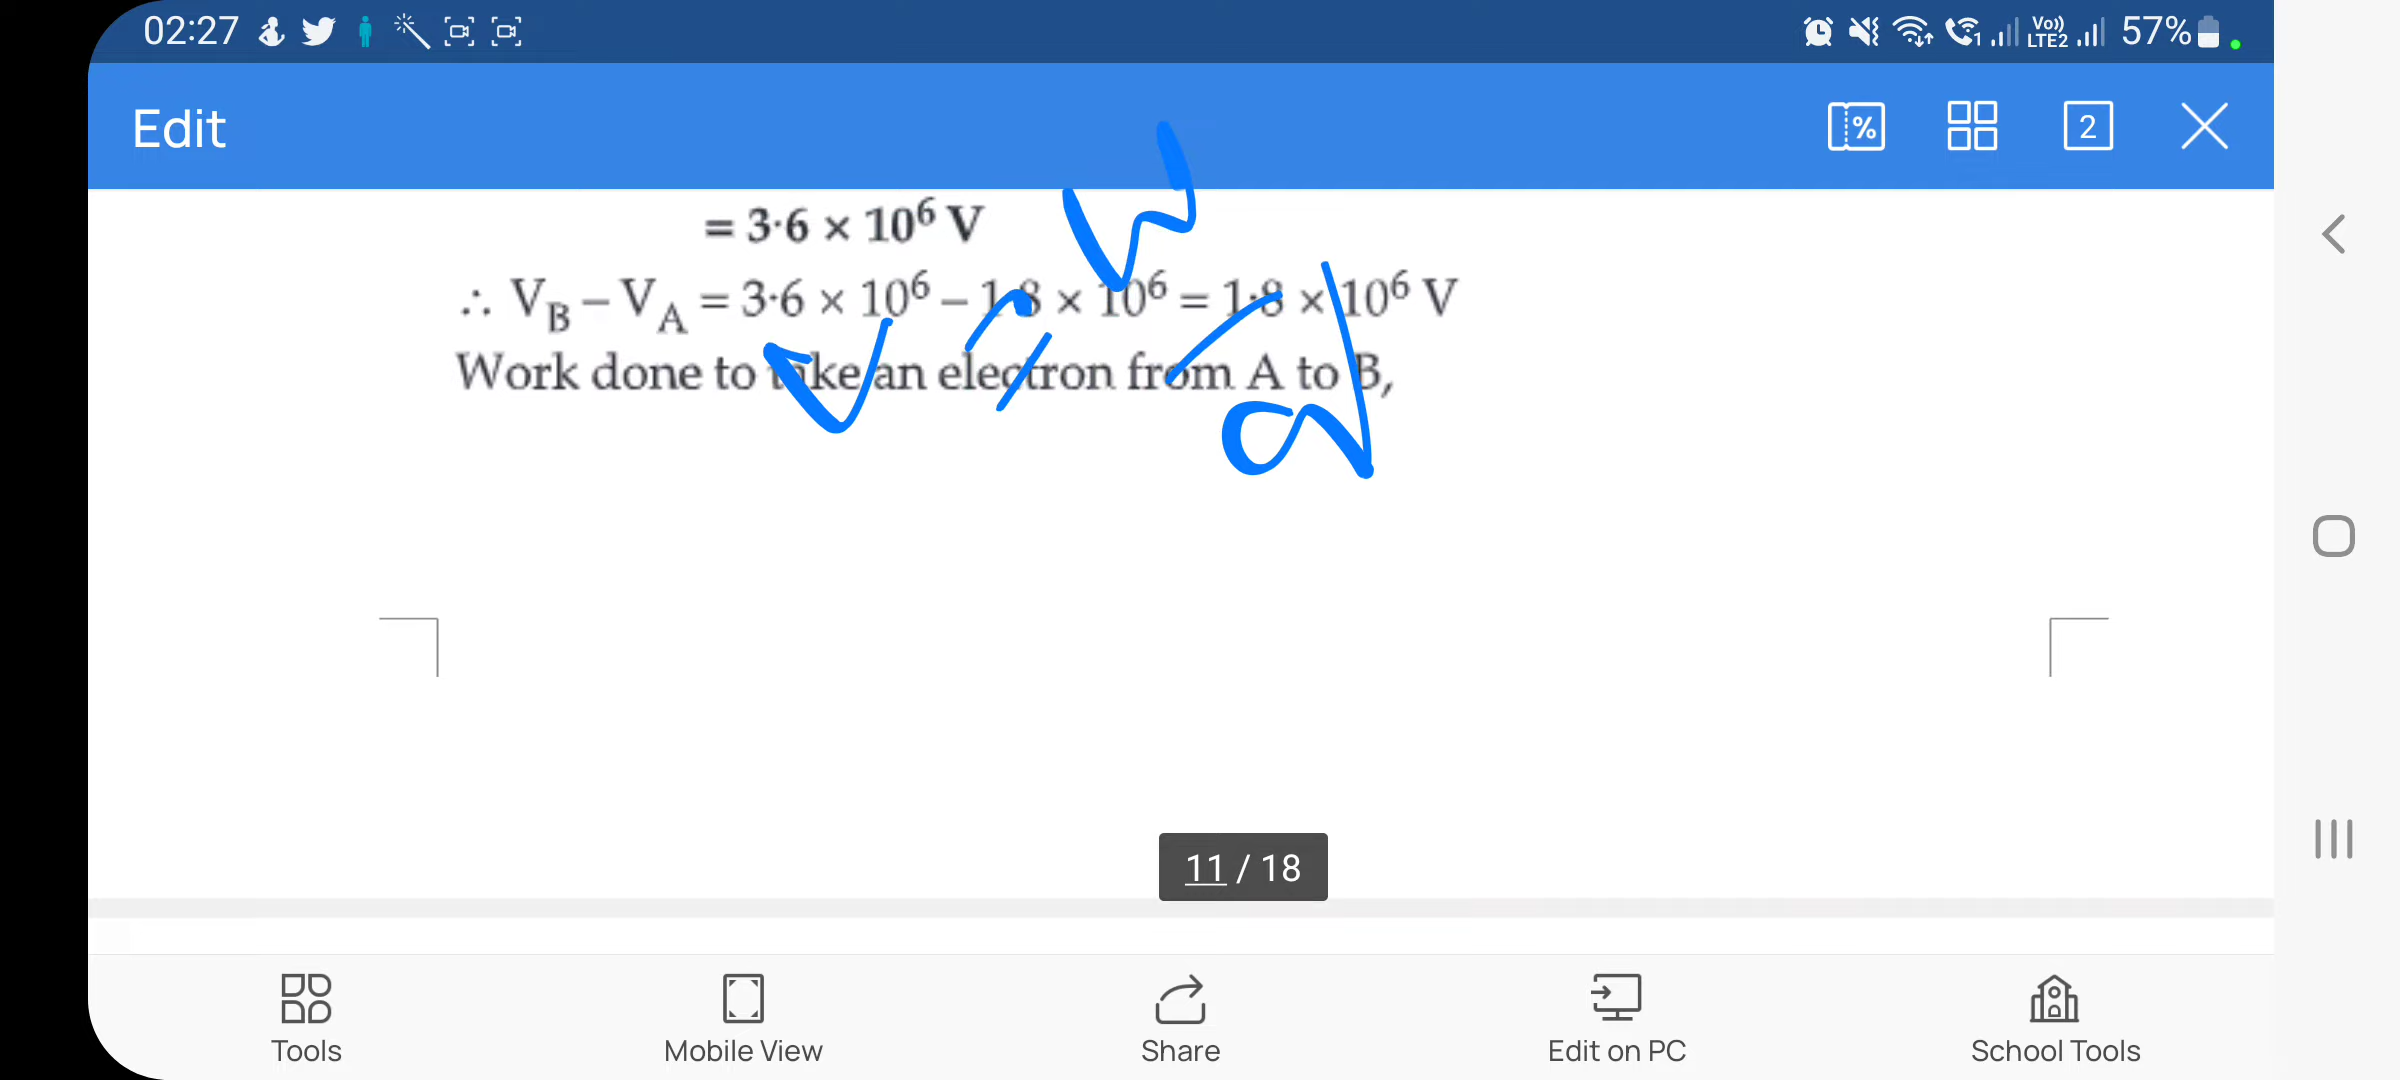 02:27
Vo)) LTE2 57%
Edit
% 2
= 3·6 × 10⁶ V
∴ V_B – V_A = 3·6 × 10⁶ – 1·8 × 10⁶ = 1·8 × 10⁶ V
Work done to take an electron from A to B,
V = W / q
11 / 18
Tools Mobile View Share Edit on PC School Tools